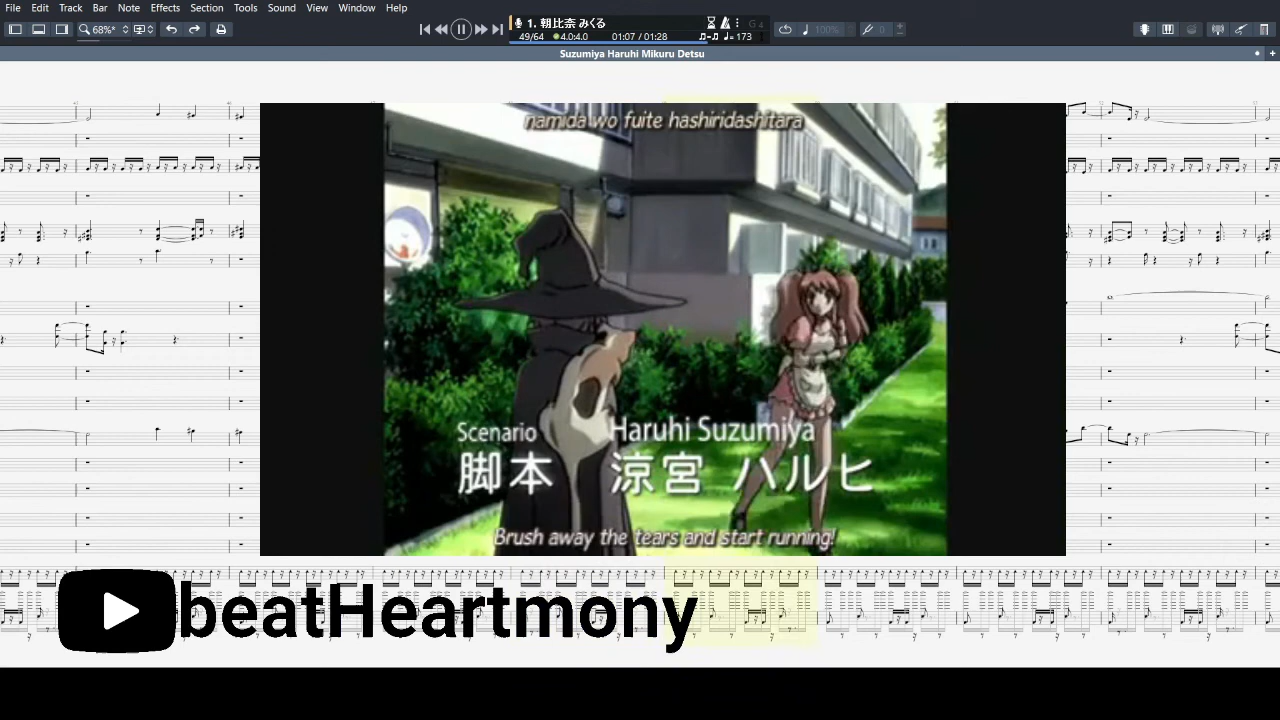 File Edit Track Bar Note Effects Section Tools Sound View Window Help
68% 1. 朝比奈 みくる G 4
49/64 4.0:4.0 01:07 / 01:28 = 173 100% 0
Suzumiya Haruhi Mikuru Detsu
namida wo fuite hashiridashitara
Scenario Haruhi Suzumiya
脚本 涼宮 ハルヒ
Brush away the tears and start running!
beatHeartmony